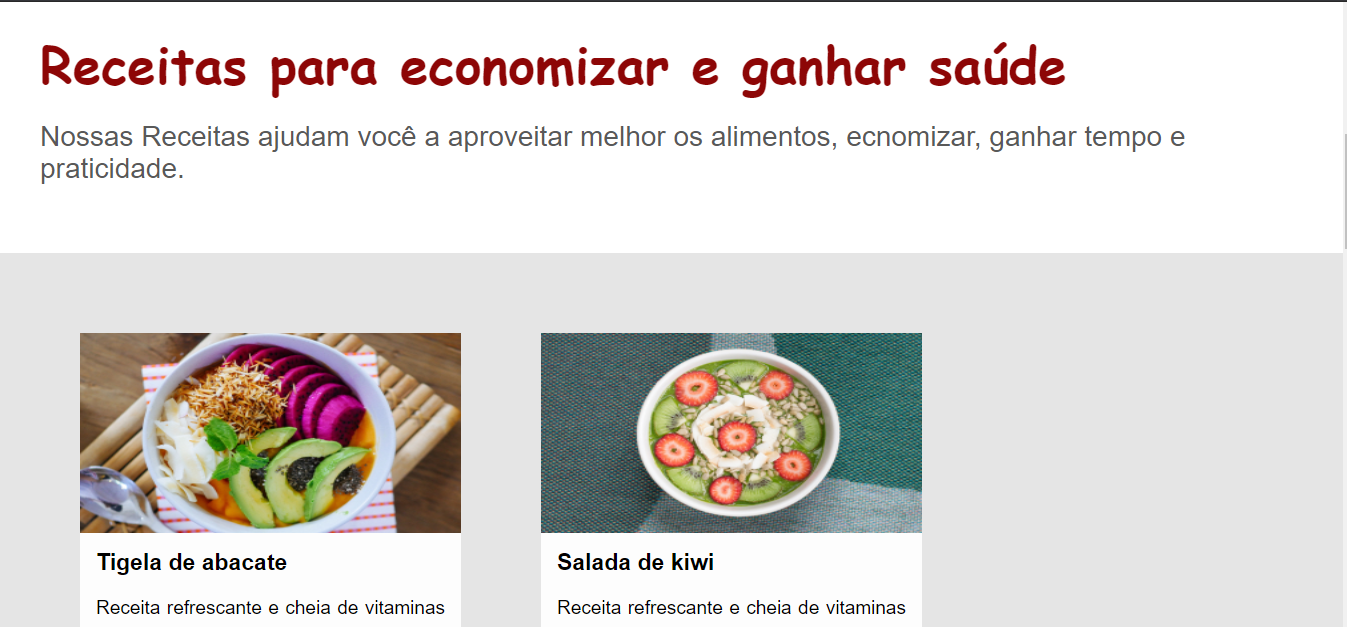 Receitas para economizar e ganhar saúde
Nossas Receitas ajudam você a aproveitar melhor os alimentos, ecnomizar, ganhar tempo e
praticidade.
Tigela de abacate
Receita refrescante e cheia de vitaminas
Salada de kiwi
Receita refrescante e cheia de vitaminas